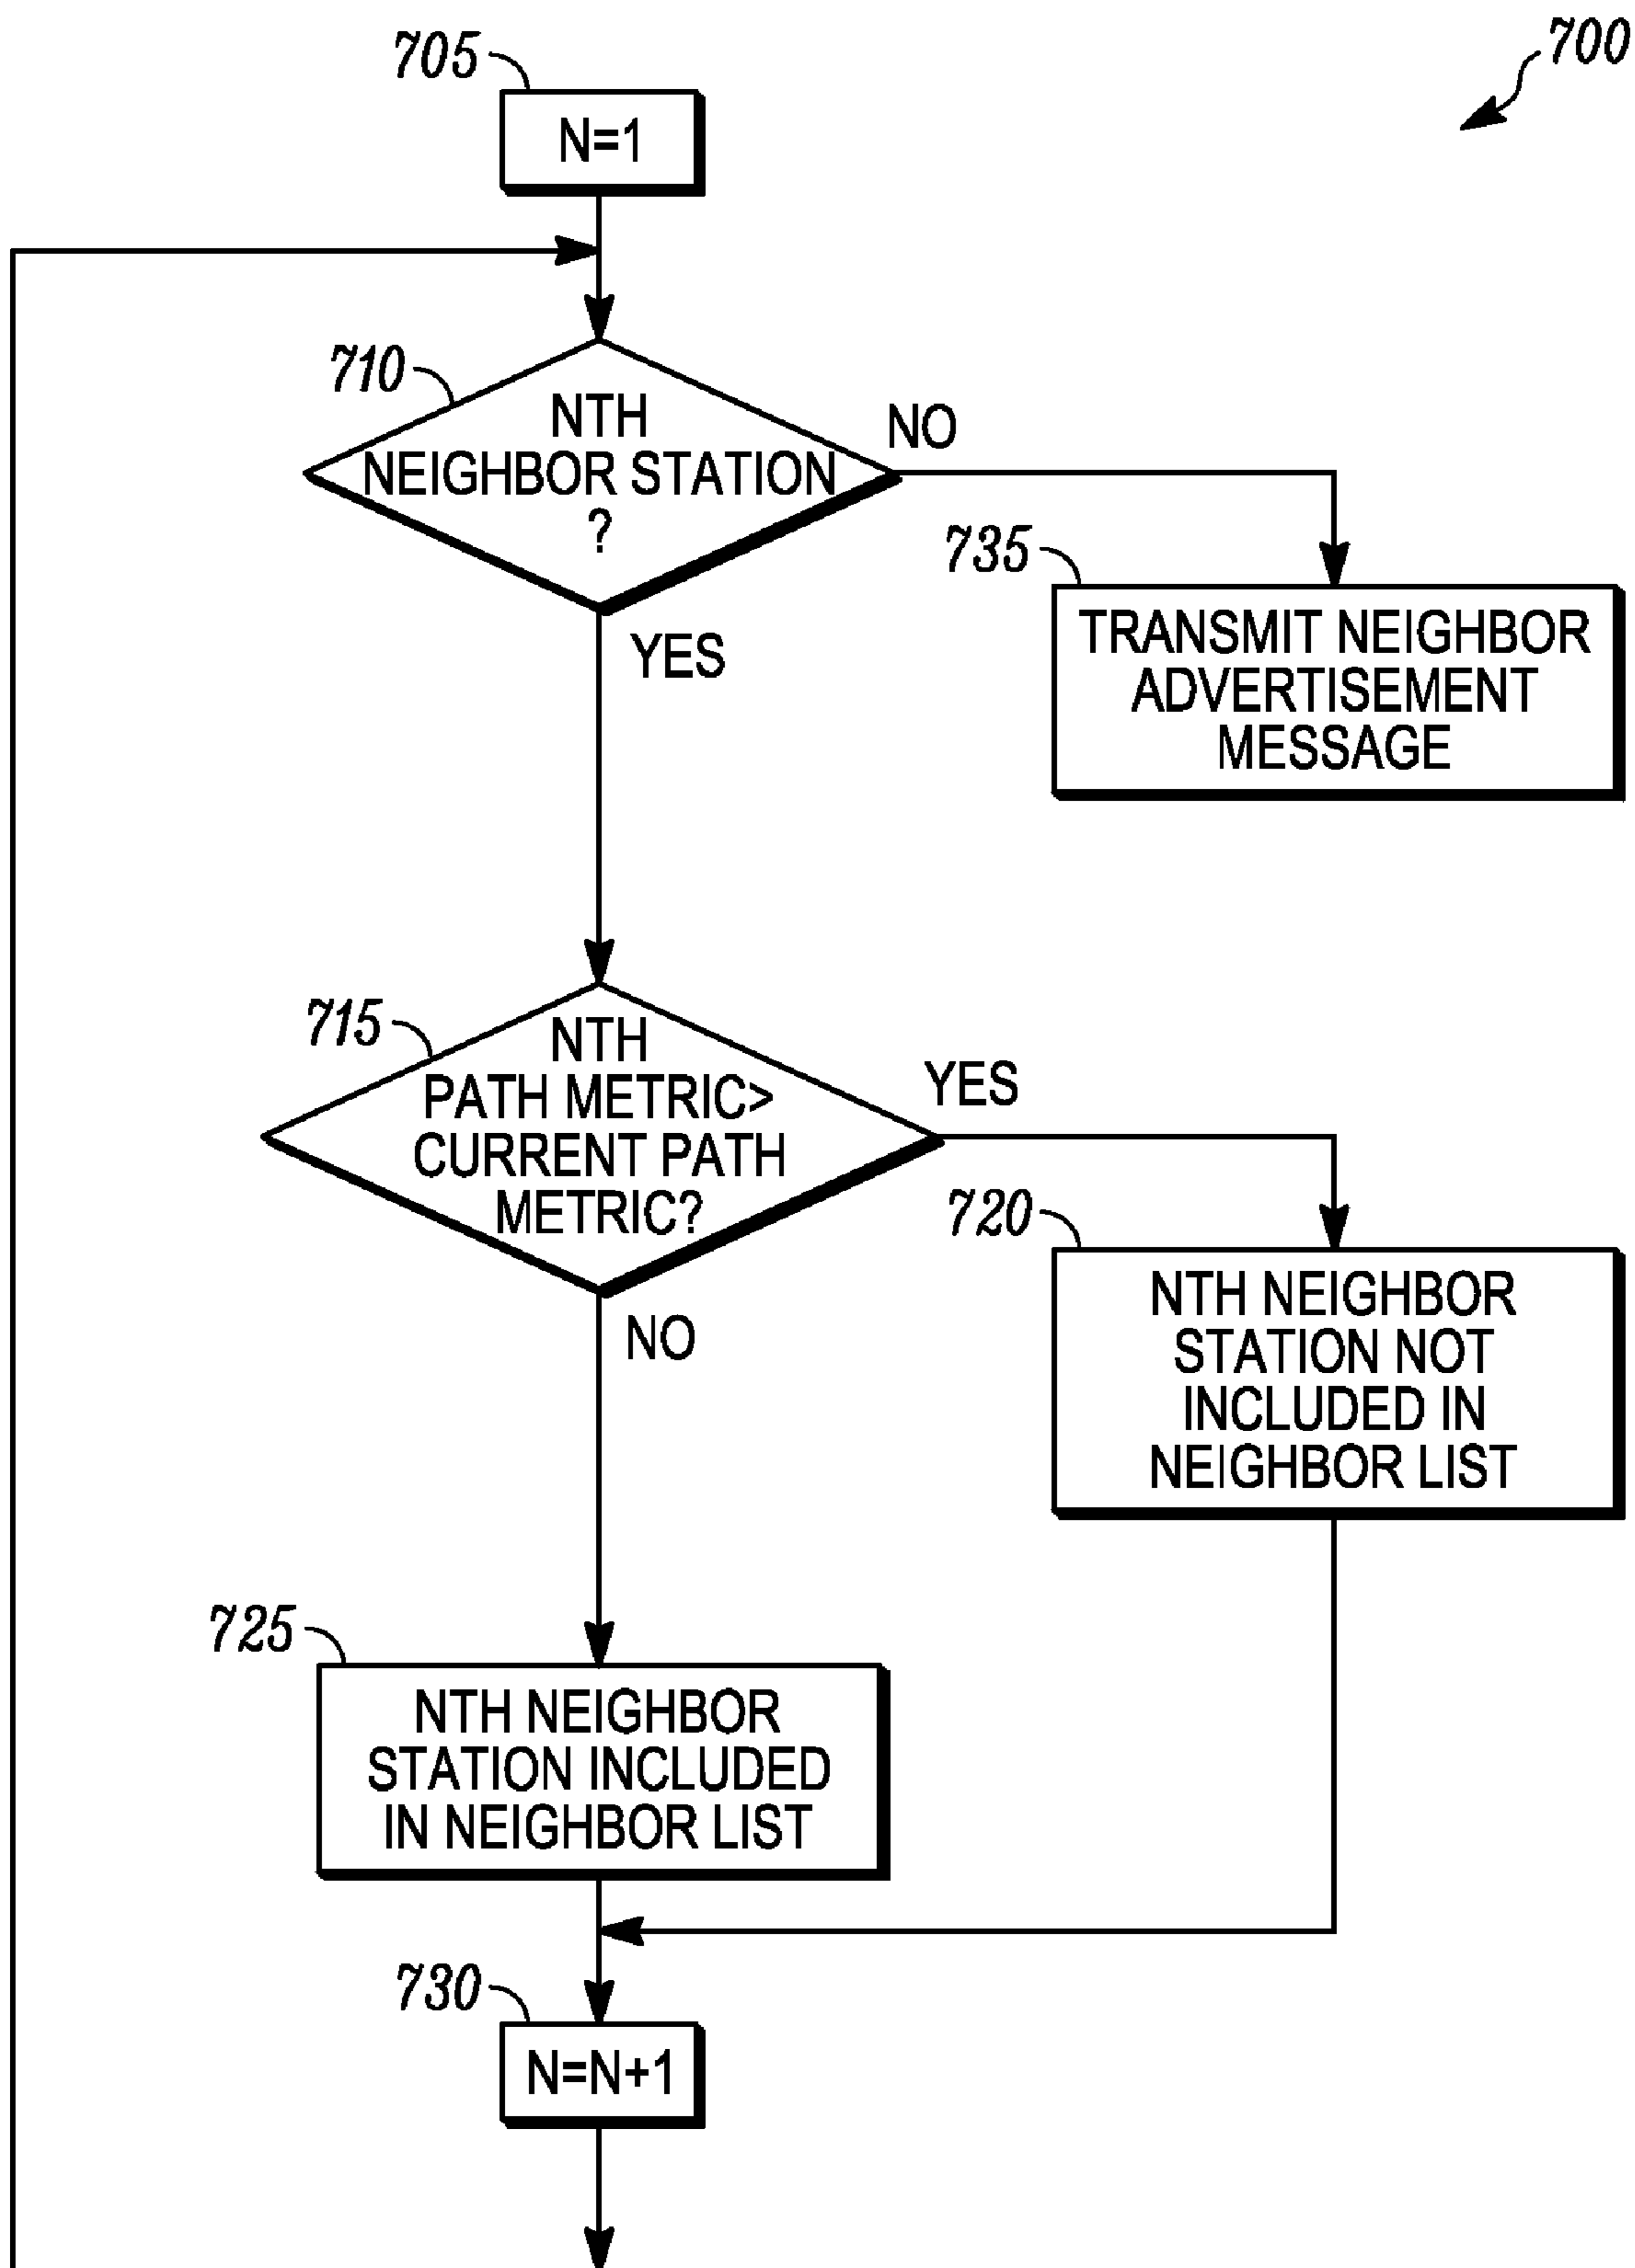 700
705
N=1
710
NTH
NEIGHBOR STATION
?
NO
YES
735
TRANSMIT NEIGHBOR
ADVERTISEMENT
MESSAGE
715
NTH
PATH METRIC>
CURRENT PATH
METRIC?
YES
NO
720
NTH NEIGHBOR
STATION NOT
INCLUDED IN
NEIGHBOR LIST
725
NTH NEIGHBOR
STATION INCLUDED
IN NEIGHBOR LIST
730
N=N+1